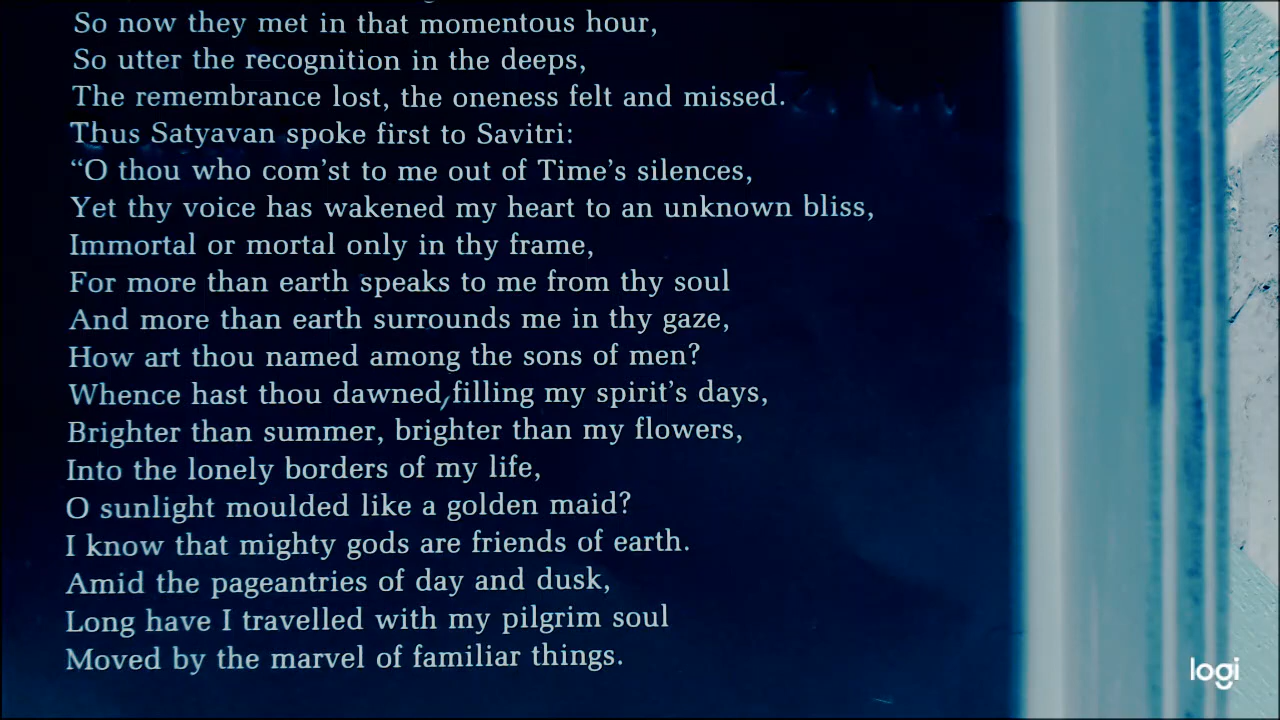 So now they met in that momentous hour,
So utter the recognition in the deeps,
The remembrance lost, the oneness felt and missed.
Thus Satyavan spoke first to Savitri:
“O thou who com’st to me out of Time’s silences,
Yet thy voice has wakened my heart to an unknown bliss,
Immortal or mortal only in thy frame,
For more than earth speaks to me from thy soul
And more than earth surrounds me in thy gaze,
How art thou named among the sons of men?
Whence hast thou dawned, filling my spirit’s days,
Brighter than summer, brighter than my flowers,
Into the lonely borders of my life,
O sunlight moulded like a golden maid?
I know that mighty gods are friends of earth.
Amid the pageantries of day and dusk,
Long have I travelled with my pilgrim soul
Moved by the marvel of familiar things.
logi